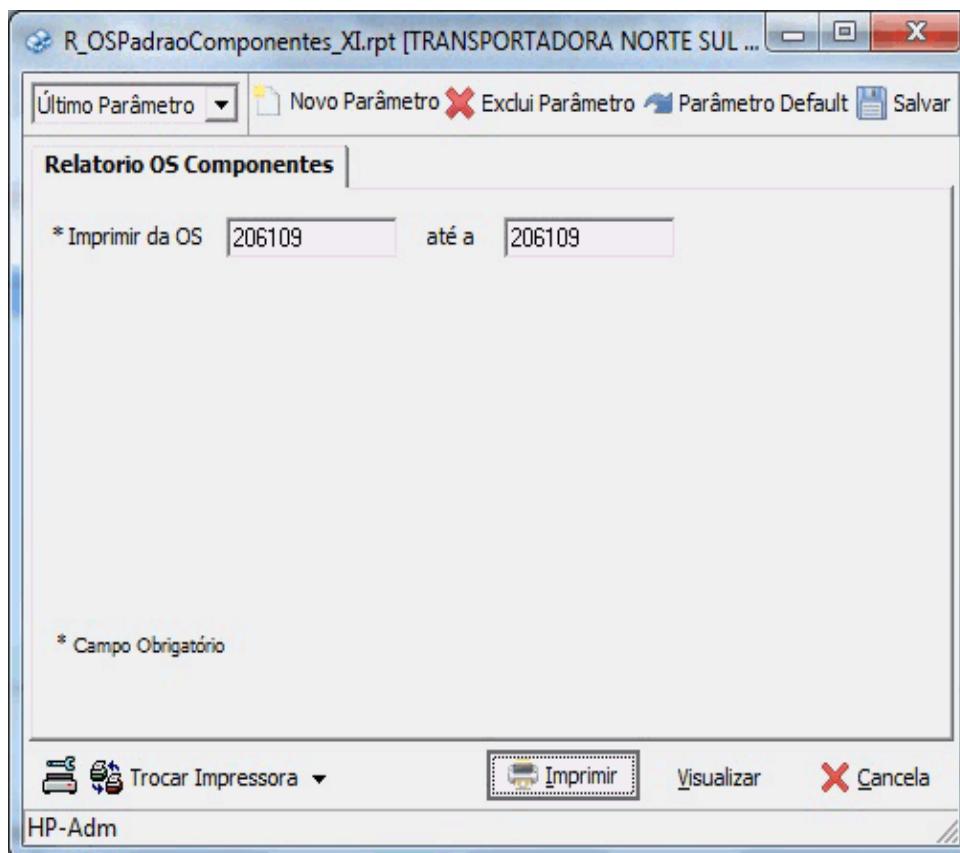 R_OSPadraoComponentes_XI.rpt [TRANSPORTADORA NORTE SUL ...
Último Parâmetro Novo Parâmetro Exclui Parâmetro Parâmetro Default Salvar
Relatorio OS Componentes
* Imprimir da OS 206109 até a 206109
* Campo Obrigatório
Trocar Impressora Imprimir Visualizar Cancela
HP-Adm